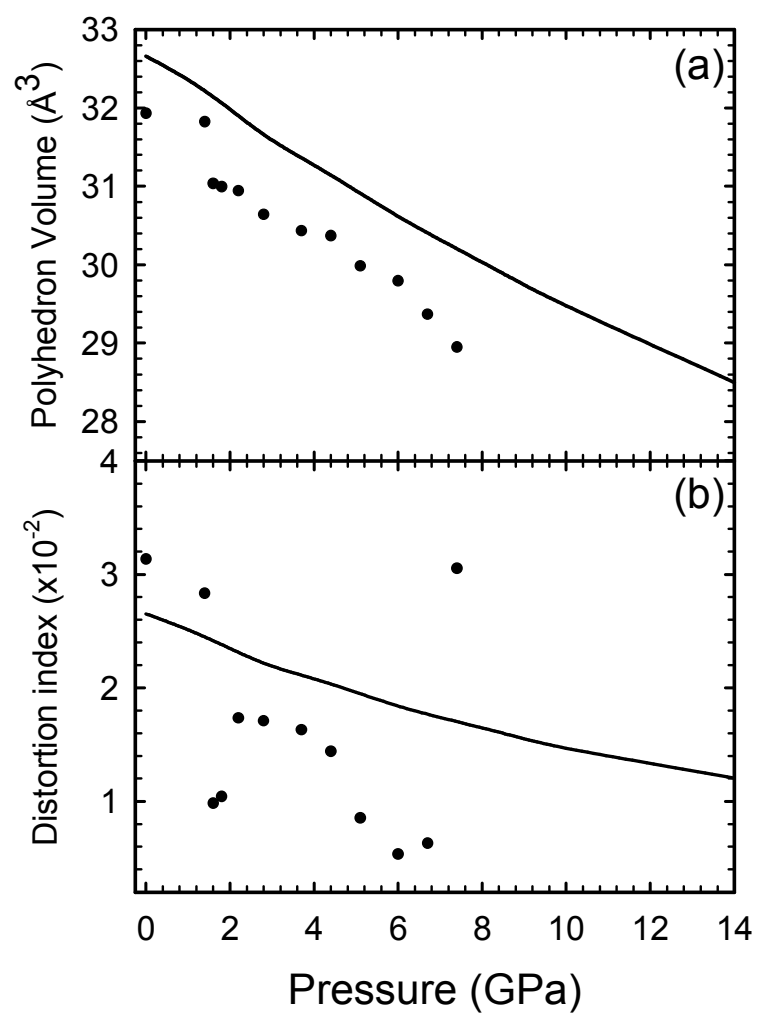 33
32
31
30
29
28
Polyhedron Volume (Å³)
(a)
4
3
2
1
Distortion index (x10⁻²)
(b)
0 2 4 6 8 10 12 14
Pressure (GPa)